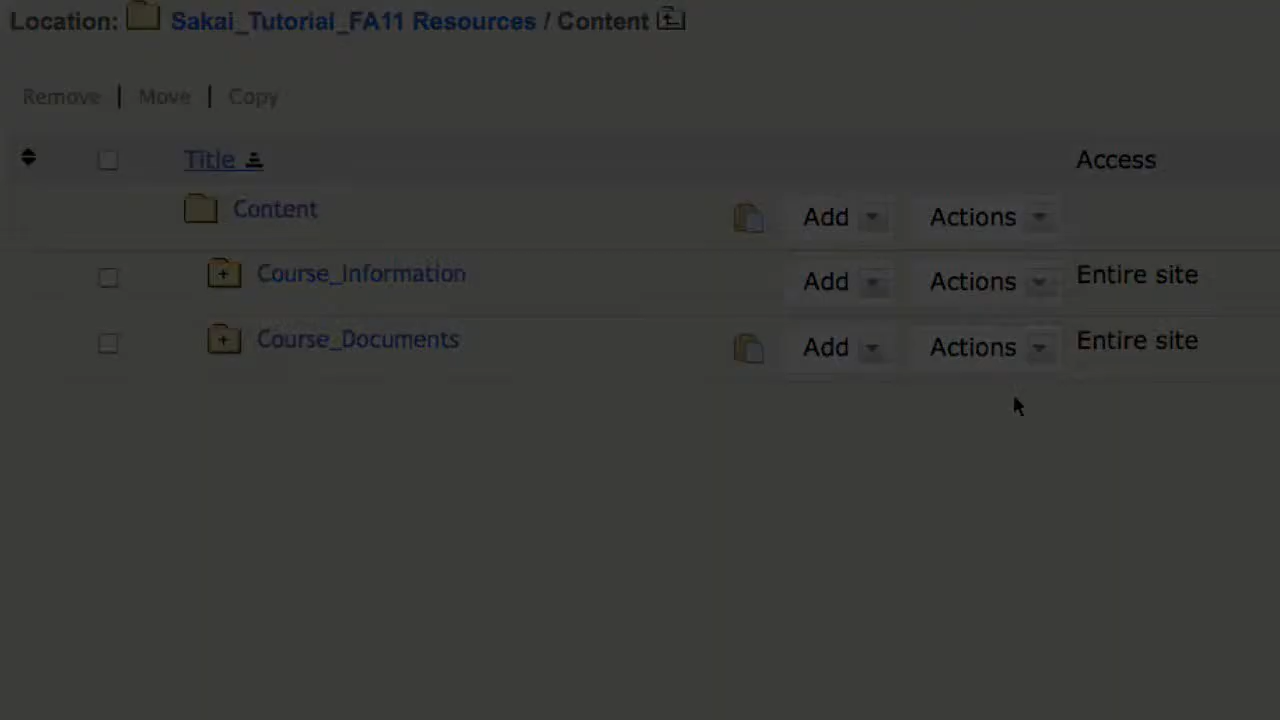 Location: Sakai_Tutorial_FA11 Resources / Content
Remove | Move | Copy
Title Access
Content Add Actions
Course_Information Add Actions Entire site
Course_Documents Add Actions Entire site